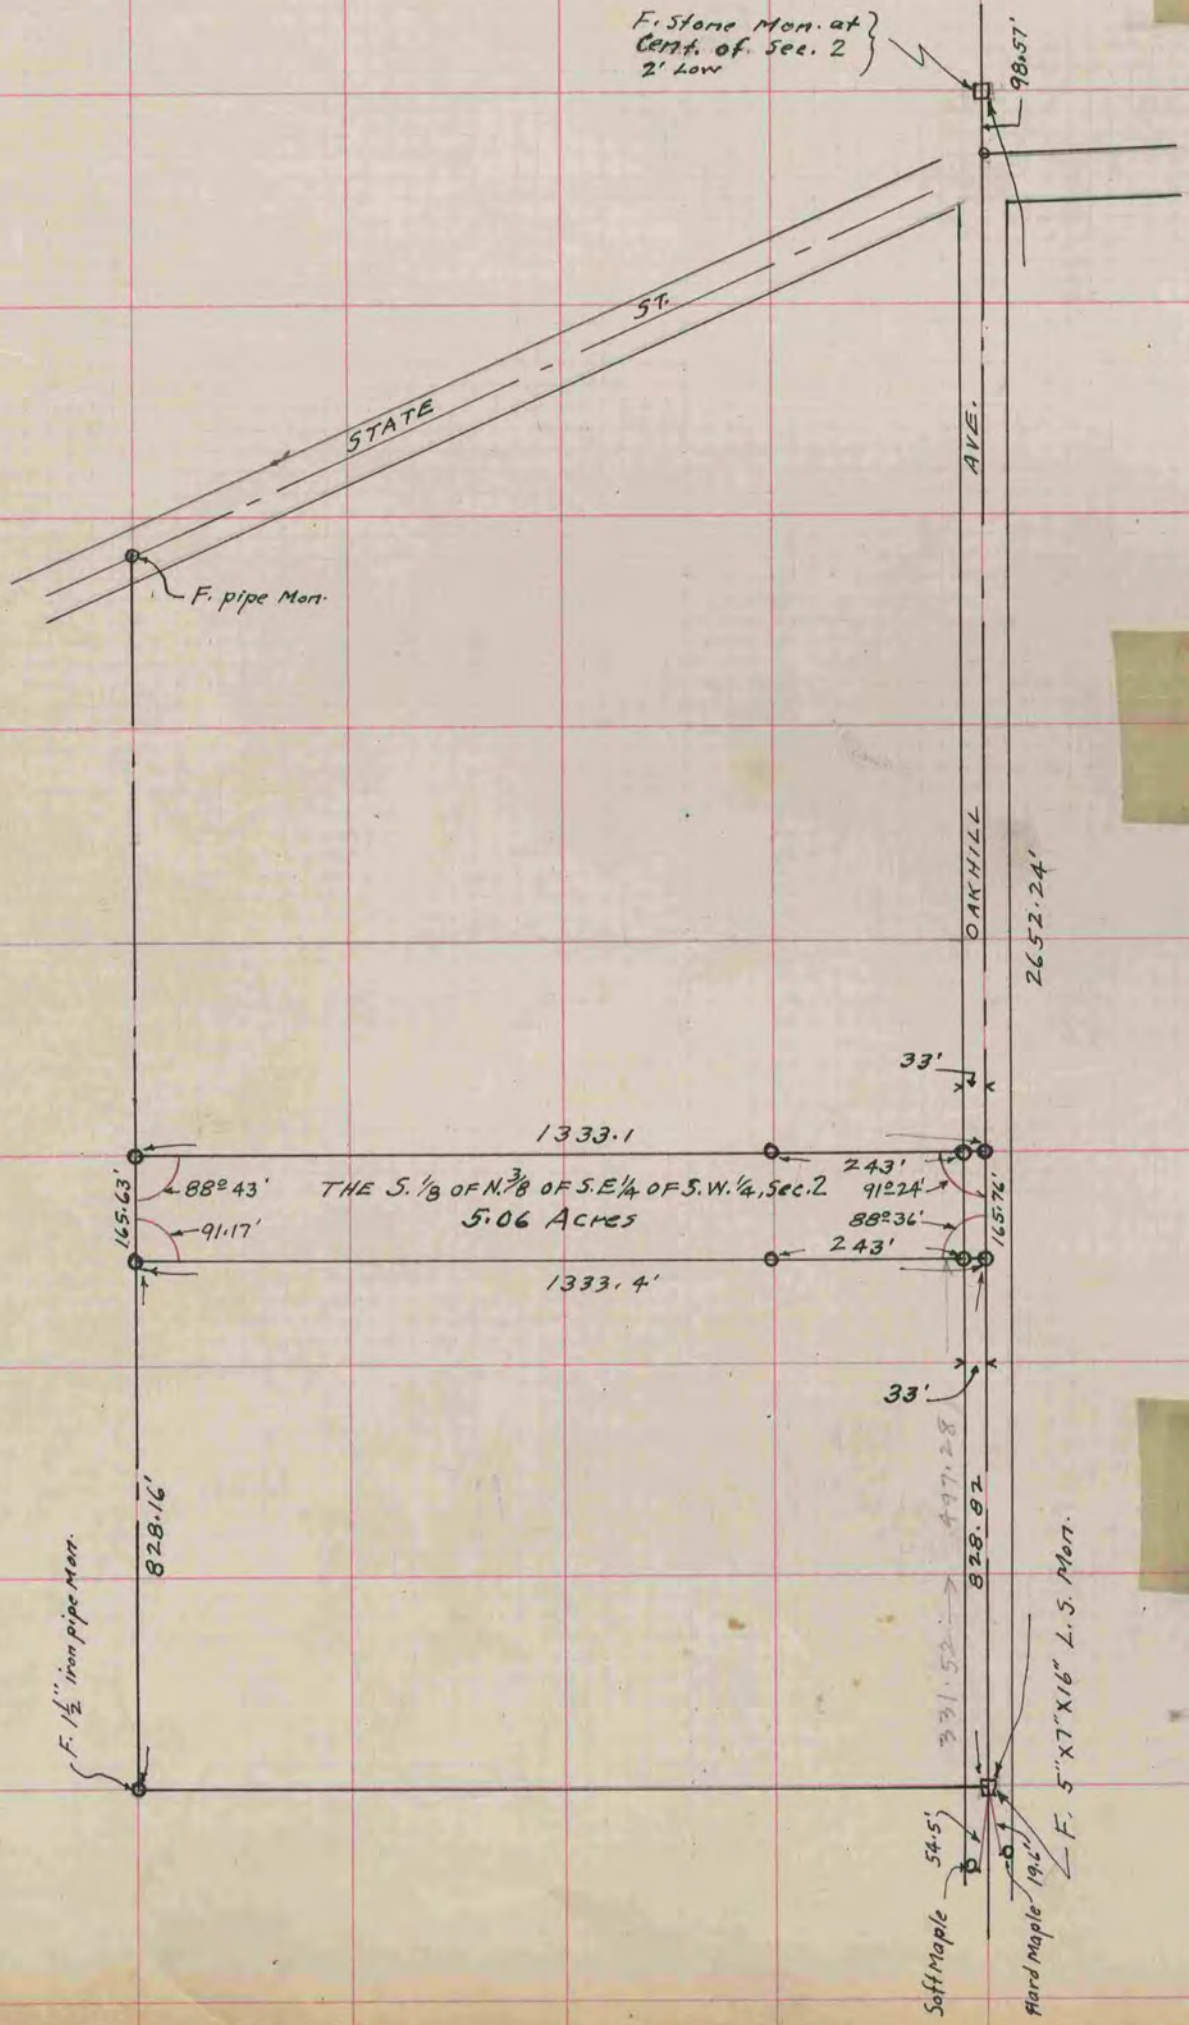 F. Stone Mon. at
Cent. of Sec. 2
2' Low
98.57'
ST.
STATE
AVE.
F. pipe Mon.
OAKHILL
2652.24'
33'
1333.1
243'
165.63'
88°43'
THE S. 1/8 OF N. 3/8 OF S.E 1/4 OF S.W. 1/4, Sec. 2
91°24'
165.76'
5.06 Acres
91.17'
88°36'
243'
1333.4'
33'
497.28
828.16'
828.82
331.52
F. 1½" iron pipe Mon.
F. 5"X7"X16" L.S. Mon.
54.5'
Soft Maple
19.6'
Hard Maple